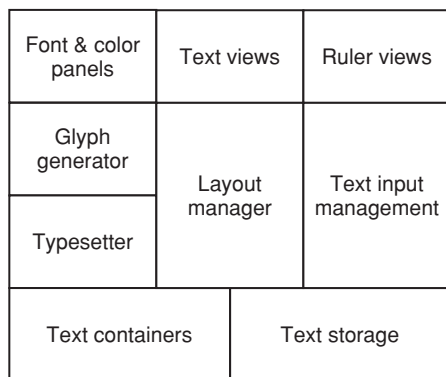 Font & color
panels
Text views
Ruler views
Glyph
generator
Layout
manager
Text input
management
Typesetter
Text containers
Text storage